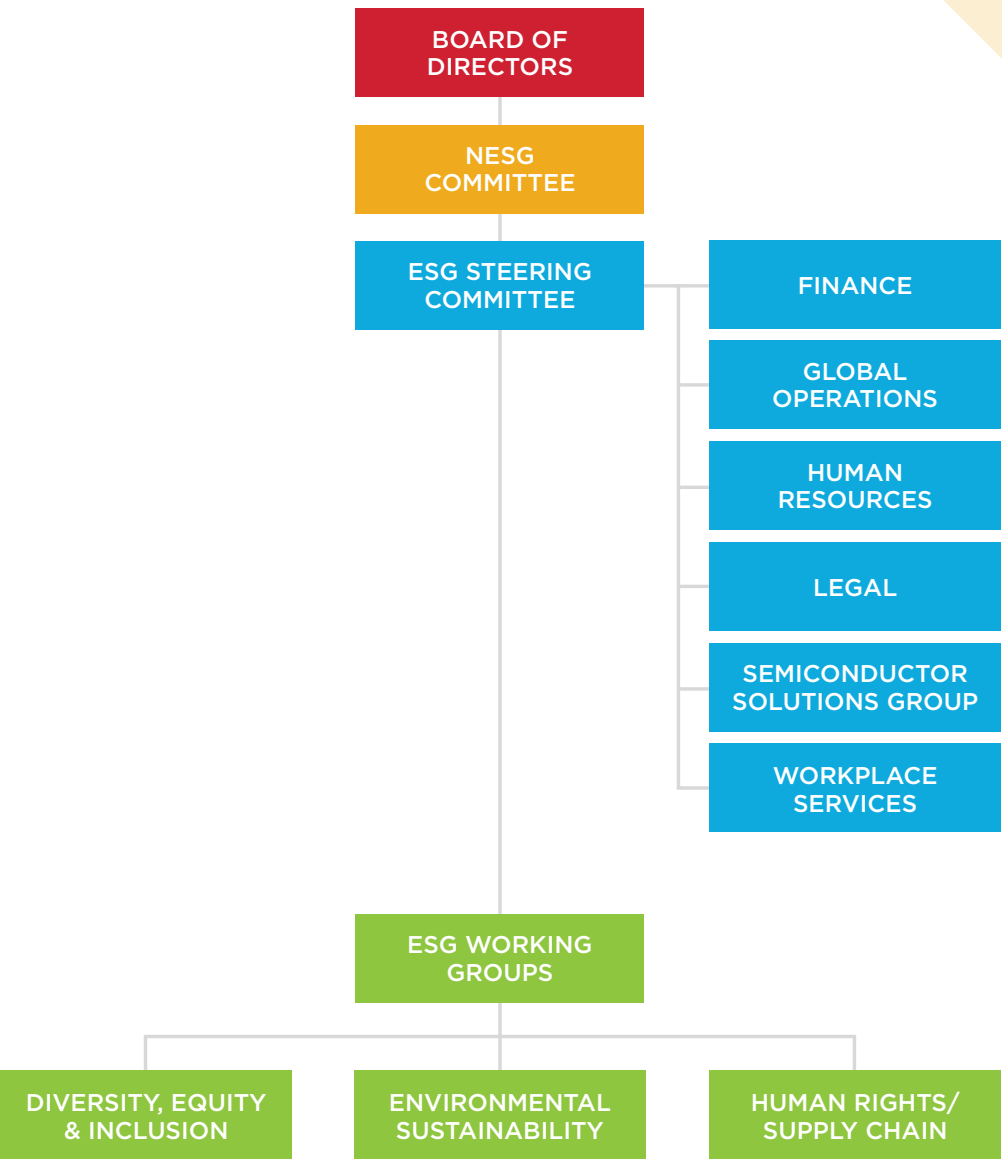 BOARD OF
DIRECTORS
NESG
COMMITTEE
ESG STEERING
COMMITTEE
FINANCE
GLOBAL
OPERATIONS
HUMAN
RESOURCES
LEGAL
SEMICONDUCTOR
SOLUTIONS GROUP
WORKPLACE
SERVICES
ESG WORKING
GROUPS
DIVERSITY, EQUITY
& INCLUSION
ENVIRONMENTAL
SUSTAINABILITY
HUMAN RIGHTS/
SUPPLY CHAIN